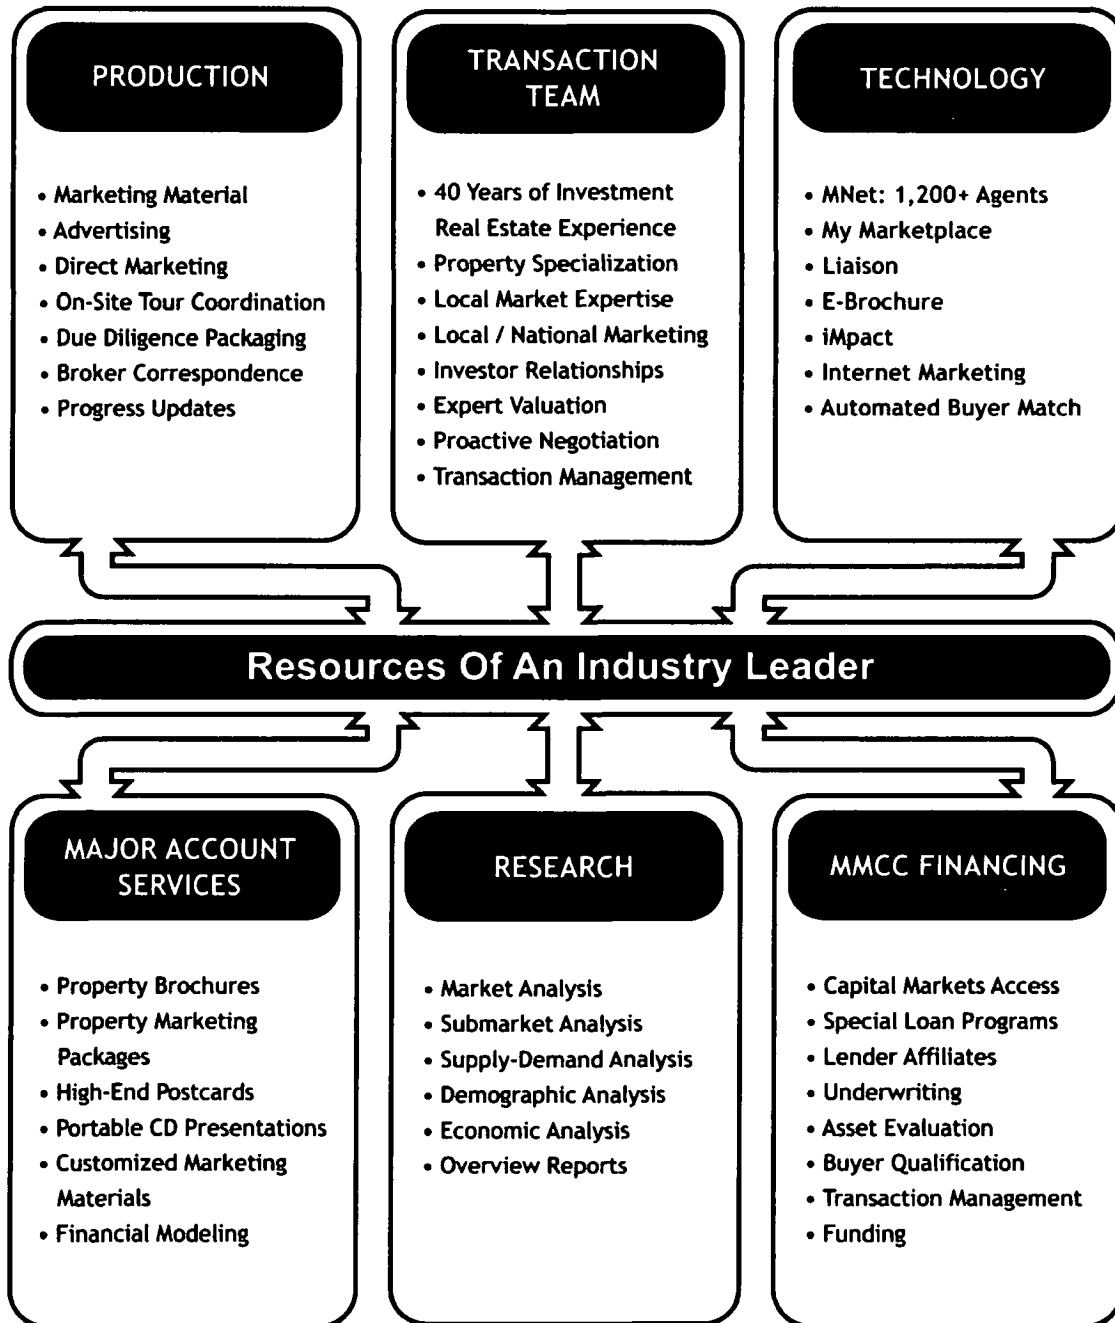 PRODUCTION
• Marketing Material
• Advertising
• Direct Marketing
• On-Site Tour Coordination
• Due Diligence Packaging
• Broker Correspondence
• Progress Updates
TRANSACTION
TEAM
• 40 Years of Investment
Real Estate Experience
• Property Specialization
• Local Market Expertise
• Local / National Marketing
• Investor Relationships
• Expert Valuation
• Proactive Negotiation
• Transaction Management
TECHNOLOGY
• MNet: 1,200+ Agents
• My Marketplace
• Liaison
• E-Brochure
• iMpact
• Internet Marketing
• Automated Buyer Match
Resources Of An Industry Leader
MAJOR ACCOUNT
SERVICES
• Property Brochures
• Property Marketing
Packages
• High-End Postcards
• Portable CD Presentations
• Customized Marketing
Materials
• Financial Modeling
RESEARCH
• Market Analysis
• Submarket Analysis
• Supply-Demand Analysis
• Demographic Analysis
• Economic Analysis
• Overview Reports
MMCC FINANCING
• Capital Markets Access
• Special Loan Programs
• Lender Affiliates
• Underwriting
• Asset Evaluation
• Buyer Qualification
• Transaction Management
• Funding